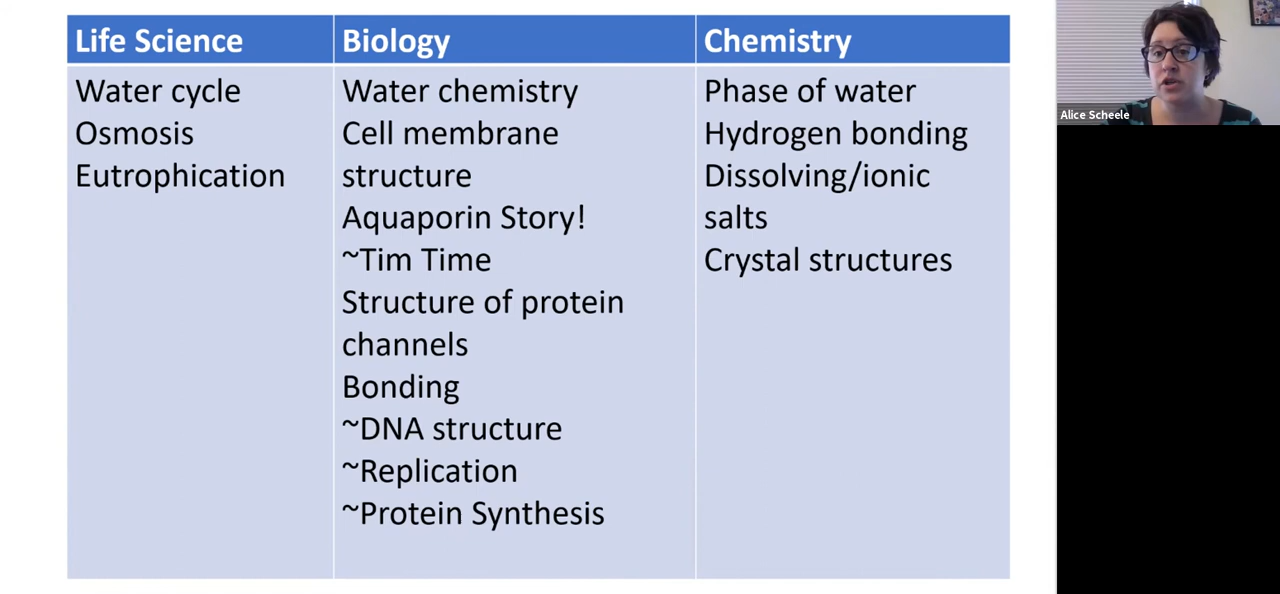 Life Science
Biology
Chemistry
Water cycle
Osmosis
Eutrophication
Water chemistry
Cell membrane
structure
Aquaporin Story!
~Tim Time
Structure of protein
channels
Bonding
~DNA structure
~Replication
~Protein Synthesis
Phase of water
Hydrogen bonding
Dissolving/ionic
salts
Crystal structures
Alice Scheele